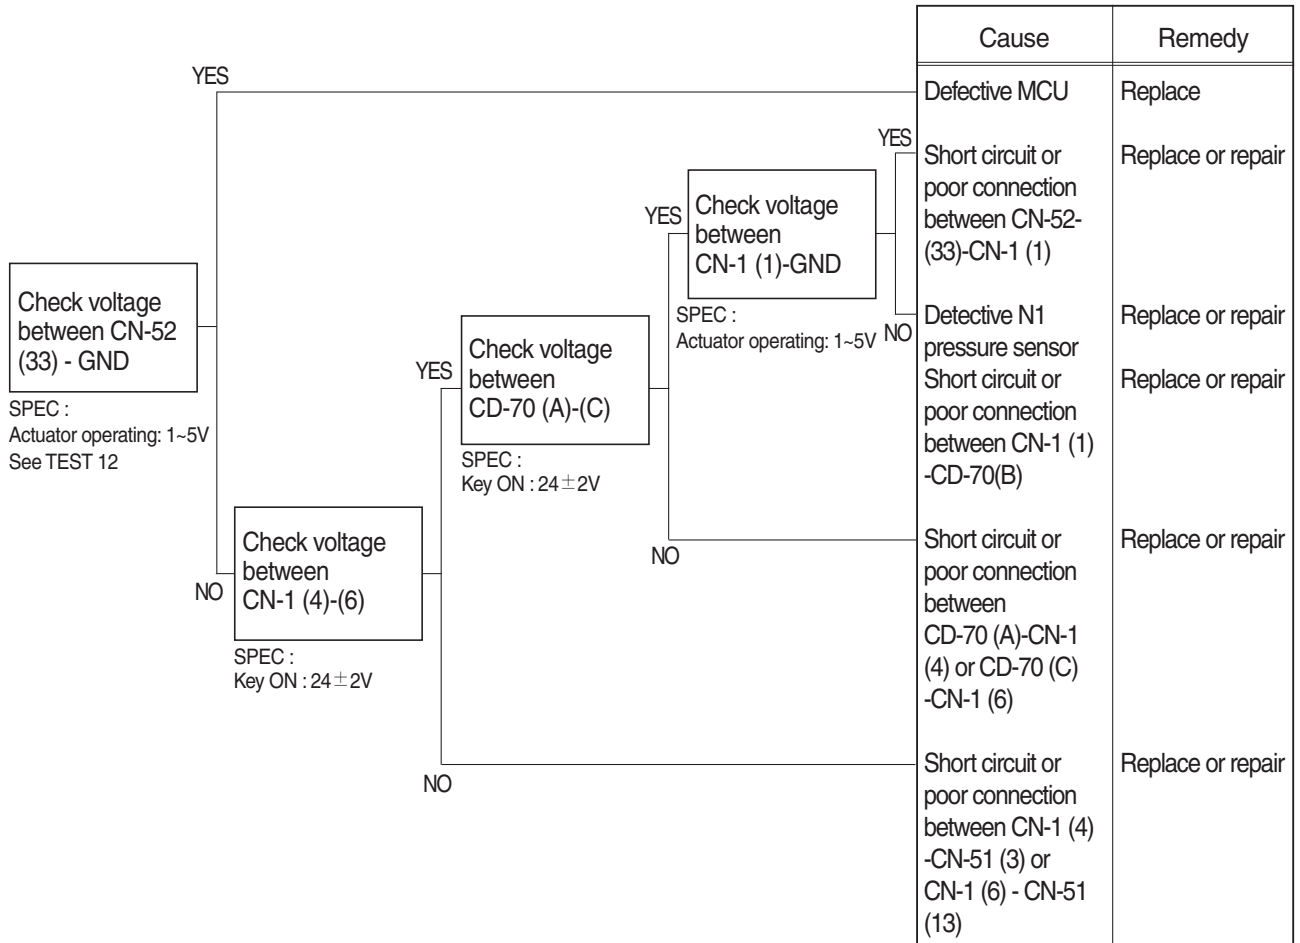 Cause
Remedy
YES
Defective MCU
Replace
YES
Short circuit or
poor connection
between CN-52-
(33)-CN-1 (1)
Replace or repair
YES
Check voltage
between
CN-1 (1)-GND
SPEC :
Actuator operating: 1~5V
NO
Detective N1
pressure sensor
Replace or repair
Short circuit or
poor connection
between CN-1 (1)
-CD-70(B)
Replace or repair
Check voltage
between CN-52
(33) - GND
SPEC :
Actuator operating: 1~5V
See TEST 12
YES
Check voltage
between
CD-70 (A)-(C)
SPEC :
Key ON : 24±2V
NO
Short circuit or
poor connection
between
CD-70 (A)-CN-1
(4) or CD-70 (C)
-CN-1 (6)
Replace or repair
NO
Check voltage
between
CN-1 (4)-(6)
SPEC :
Key ON : 24±2V
NO
Short circuit or
poor connection
between CN-1 (4)
-CN-51 (3) or
CN-1 (6) - CN-51
(13)
Replace or repair